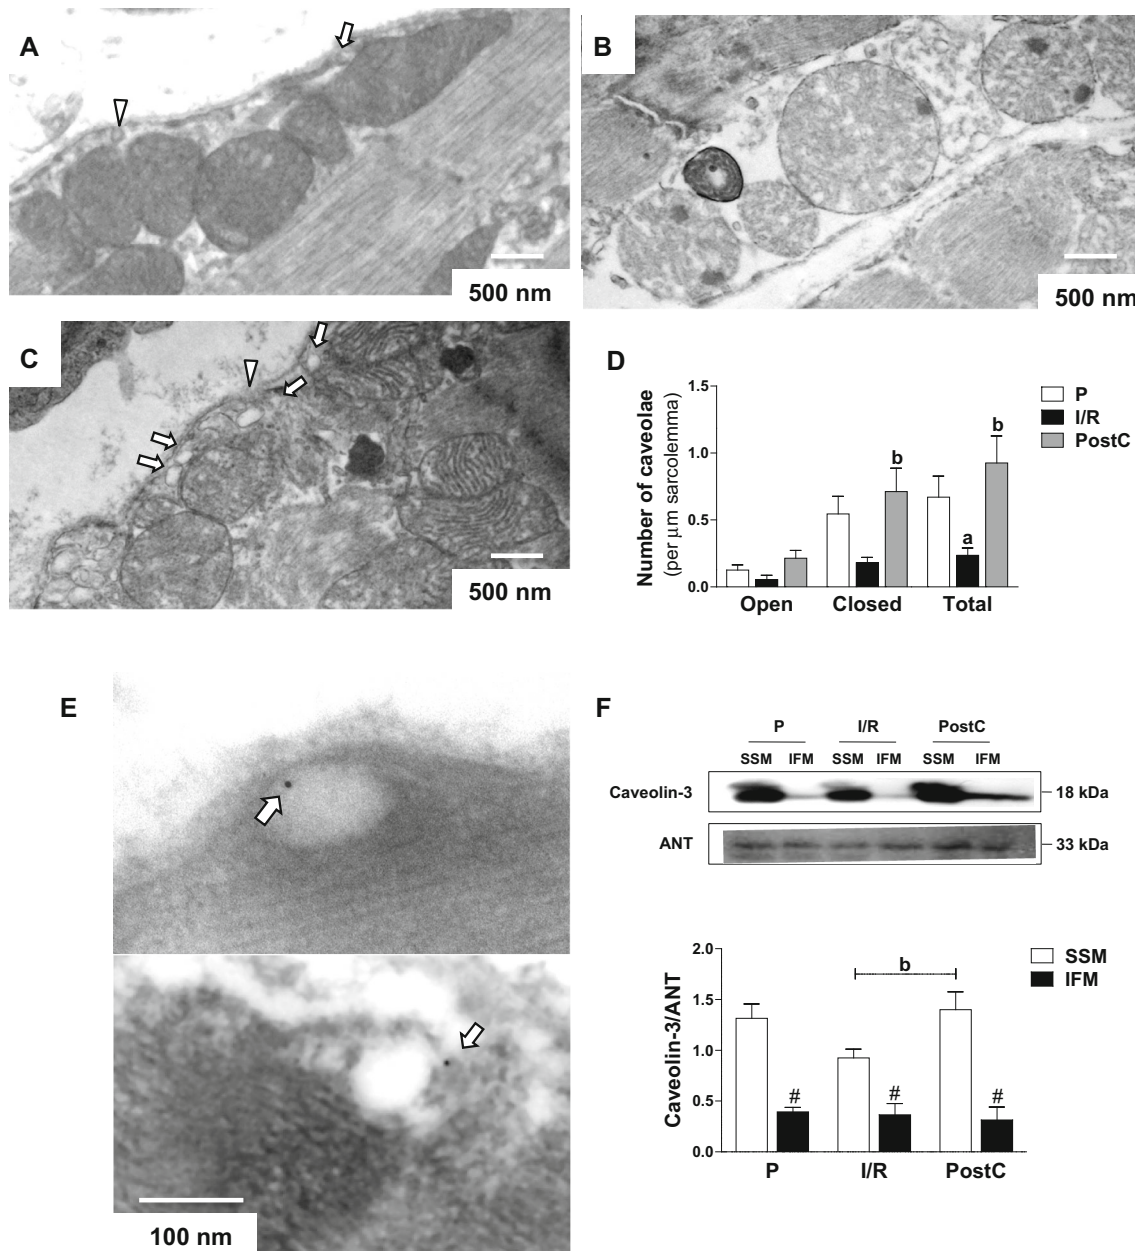 A
500 nm
B
500 nm
C
500 nm
D
Number of caveolae
(per μm sarcolemma)
1.5
1.0
0.5
0.0
b
a
b
Open Closed Total
P
I/R
PostC
E
100 nm
F
P I/R PostC
SSM IFM SSM IFM SSM IFM
Caveolin-3 18 kDa
ANT 33 kDa
Caveolin-3/ANT
2.0
1.5
1.0
0.5
0.0
b
# # #
P I/R PostC
SSM
IFM